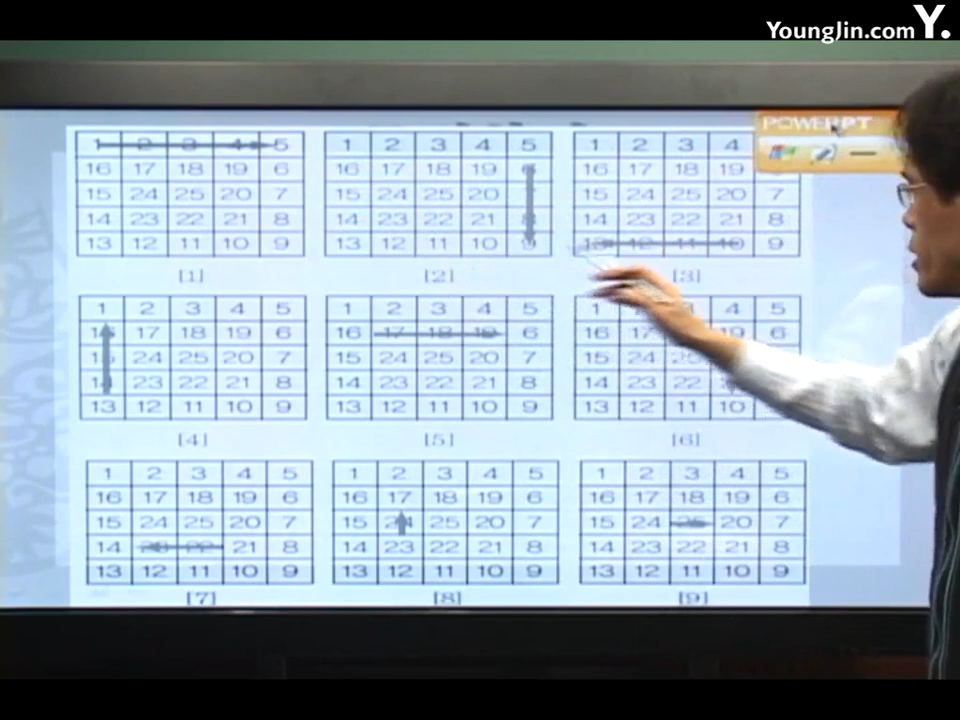 YoungJin.com Y.
POWERPT
1 2 3 4 5
16 17 18 19 6
15 24 25 20 7
14 23 22 21 8
13 12 11 10 9
[1]
1 2 3 4 5
16 17 18 19
15 24 25 20
14 23 22 21 8
13 12 11 10 9
[2]
1 2 3 4
16 17 18 19
15 24 25 20 7
14 23 22 21 8
13 12 11 10 9
[3]
1 2 3 4 5
16 17 18 19 6
15 24 25 20 7
14 23 22 21 8
13 12 11 10 9
[4]
1 2 3 4 5
16 17 18 19 6
15 24 25 20 7
14 23 22 21 8
13 12 11 10 9
[5]
1 3 4 5
16 17 19 6
15 24 25 7
14 23 22
13 12 11 10
[6]
1 2 3 4 5
16 17 18 19 6
15 24 25 20 7
14 23 22 21 8
13 12 11 10 9
[7]
1 2 3 4 5
16 17 18 19 6
15 24 25 20 7
14 23 22 21 8
13 12 11 10 9
[8]
1 2 3 4 5
16 17 18 19 6
15 24 25 20 7
14 23 22 21 8
13 12 11 10 9
[9]